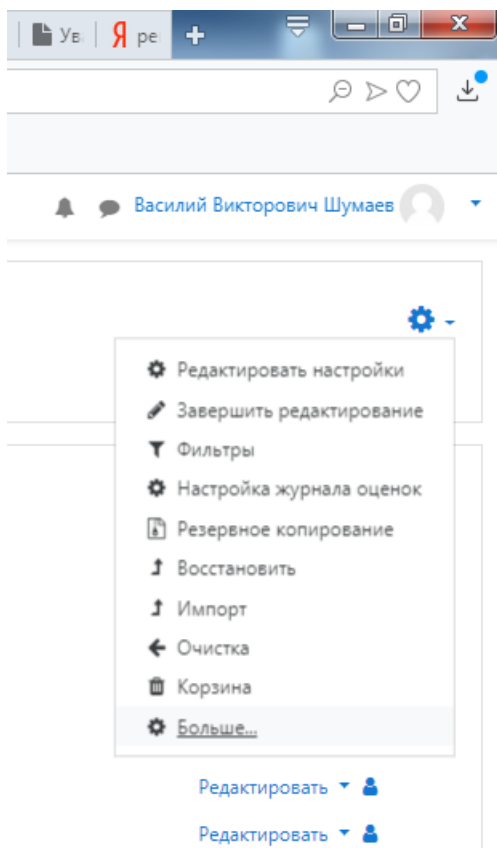 Ув Я ре
Василий Викторович Шумаев
Редактировать настройки
Завершить редактирование
Фильтры
Настройка журнала оценок
Резервное копирование
Восстановить
Импорт
Очистка
Корзина
Больше...
Редактировать
Редактировать